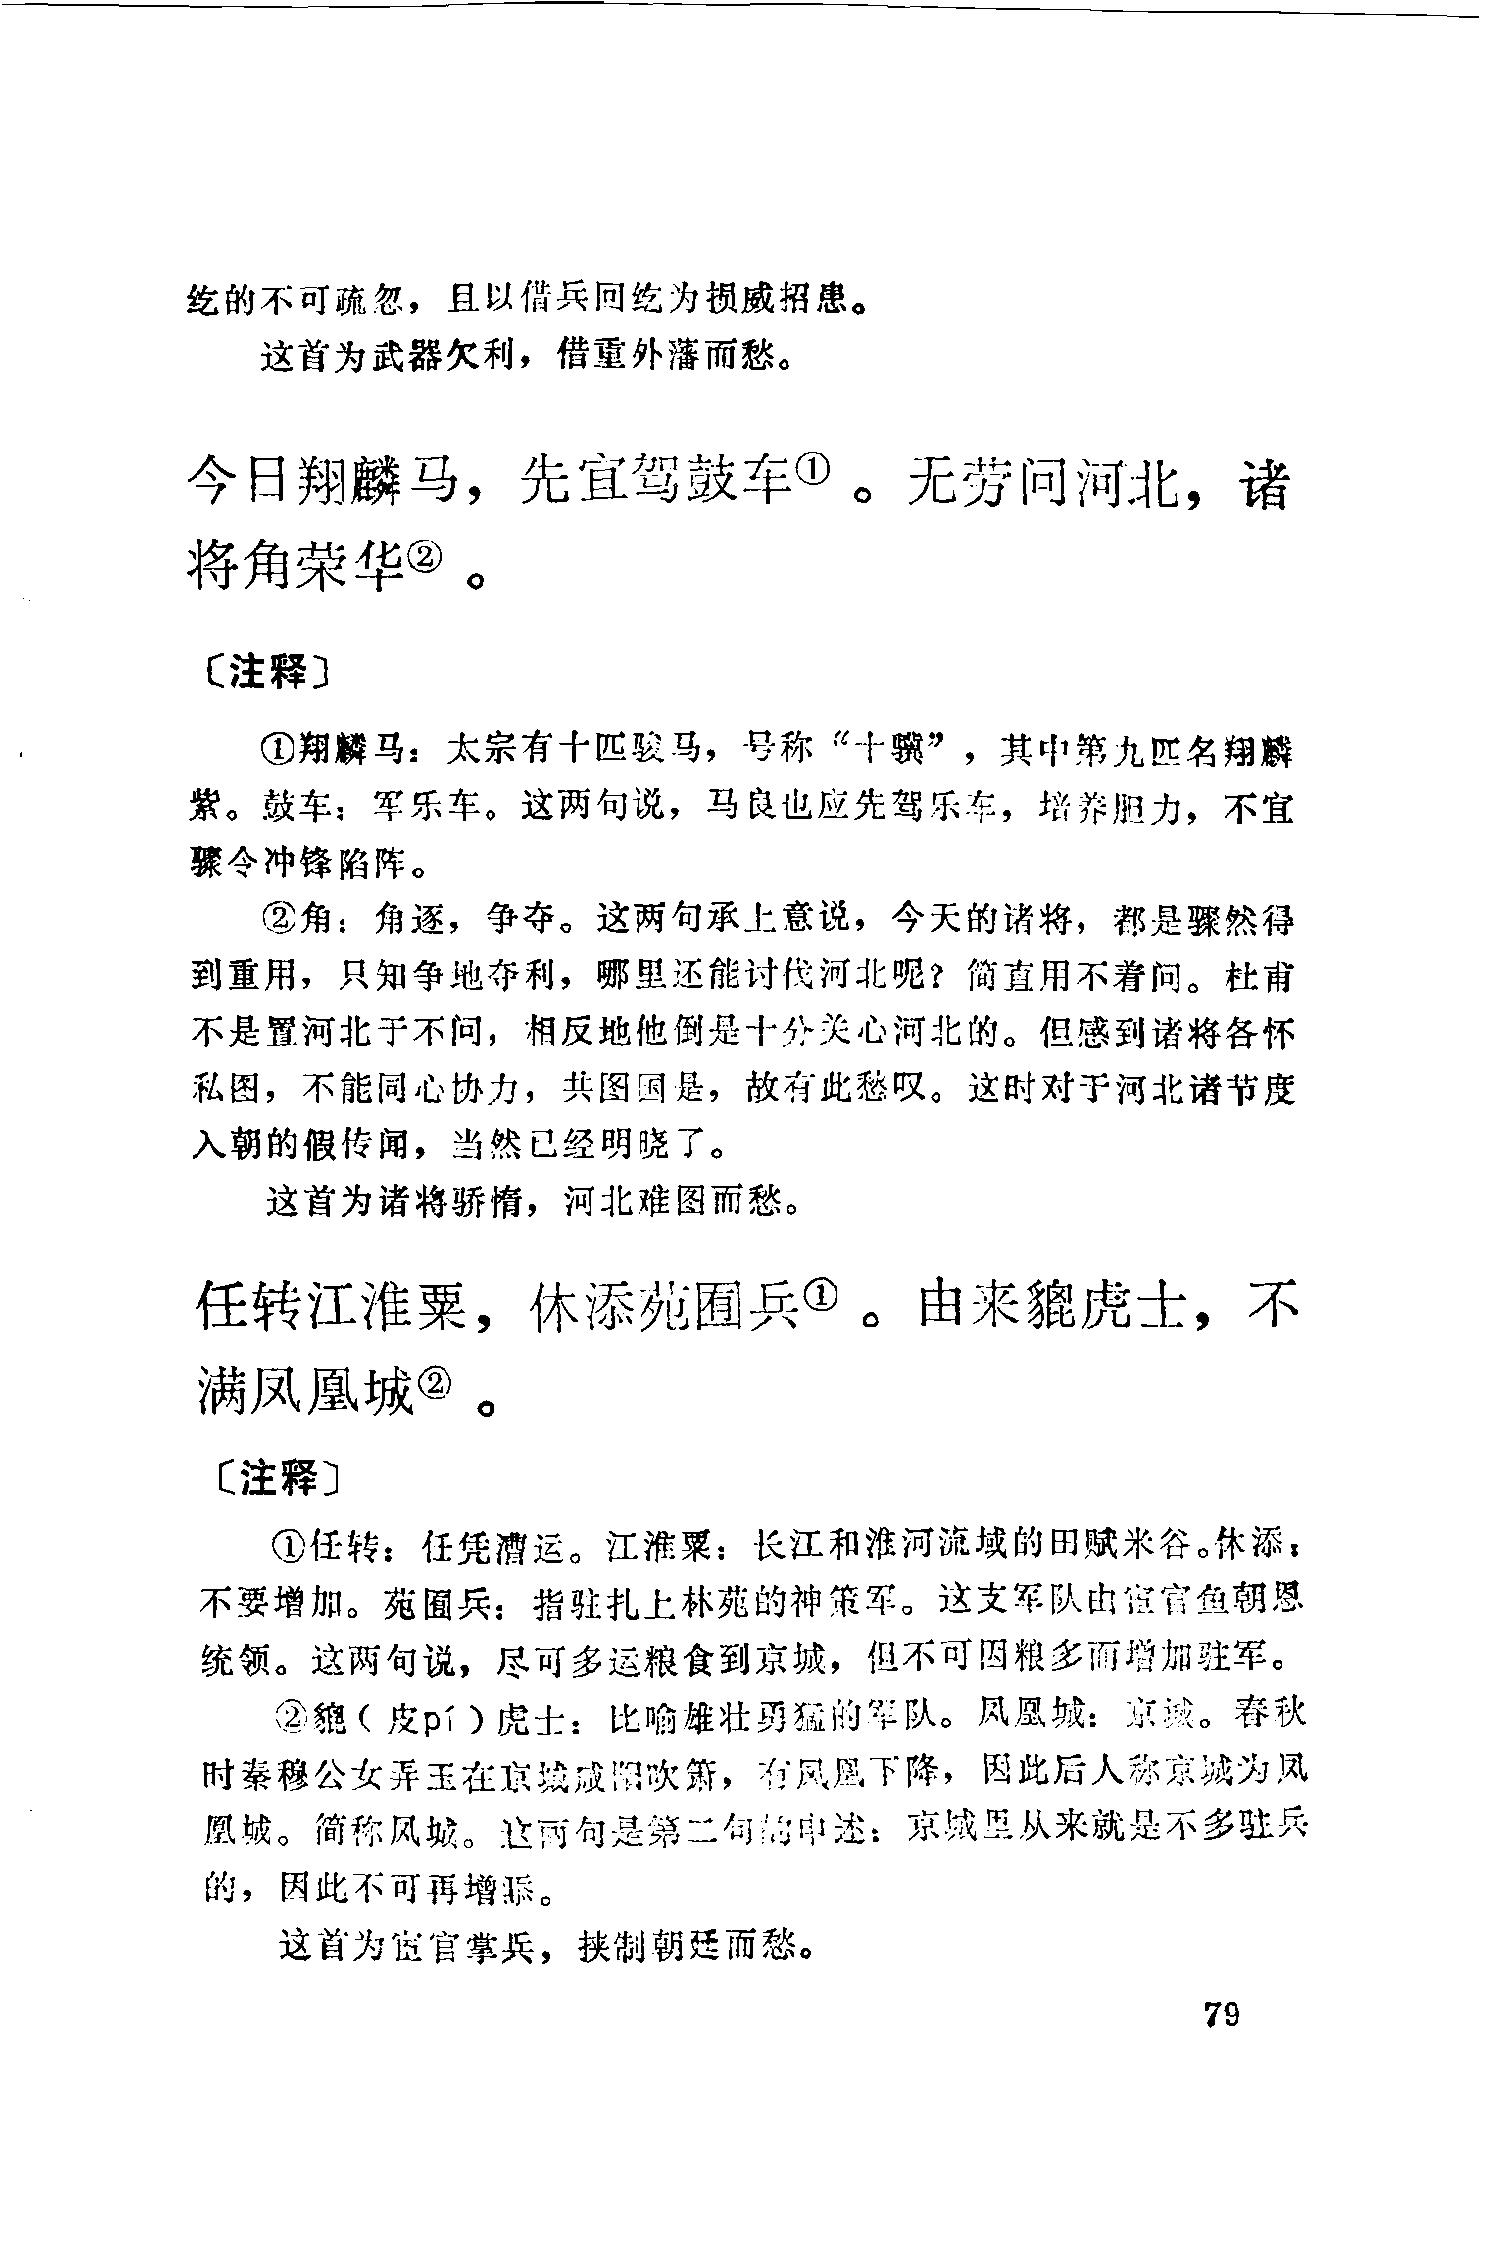 纥的不可疏忽，且以借兵回纥为损威招患。
这首为武器欠利，借重外藩而愁。
今日翔麟马，先宜驾鼓车①。无劳问河北，诸
将角荣华②。
〔注释〕
①翔麟马：太宗有十匹骏马，号称“十骥”，其中第九匹名翔麟
紫。鼓车：军乐车。这两句说，马良也应先驾乐车，培养胆力，不宜
骤令冲锋陷阵。
②角：角逐，争夺。这两句承上意说，今天的诸将，都是骤然得
到重用，只知争地夺利，哪里还能讨伐河北呢？简直用不着问。杜甫
不是置河北于不问，相反地他倒是十分关心河北的。但感到诸将各怀
私图，不能同心协力，共图国是，故有此愁叹。这时对于河北诸节度
入朝的假传闻，当然已经明晓了。
这首为诸将骄惰，河北难图而愁。
任转江淮粟，休添苑囿兵①。由来貔虎士，不
满凤凰城②。
〔注释〕
①任转：任凭漕运。江淮粟：长江和淮河流域的田赋米谷。休添：
不要增加。苑囿兵：指驻扎上林苑的神策军。这支军队由宦官鱼朝恩
统领。这两句说，尽可多运粮食到京城，但不可因粮多而增加驻军。
②貔（皮pí）虎士：比喻雄壮勇猛的军队。凤凰城：京城。春秋
时秦穆公女弄玉在京城咸阳吹箫，有凤凰下降，因此后人称京城为凤
凰城。简称凤城。这两句是第二句的申述：京城里从来就是不多驻兵
的，因此不可再增添。
这首为宦官掌兵，挟制朝廷而愁。
79